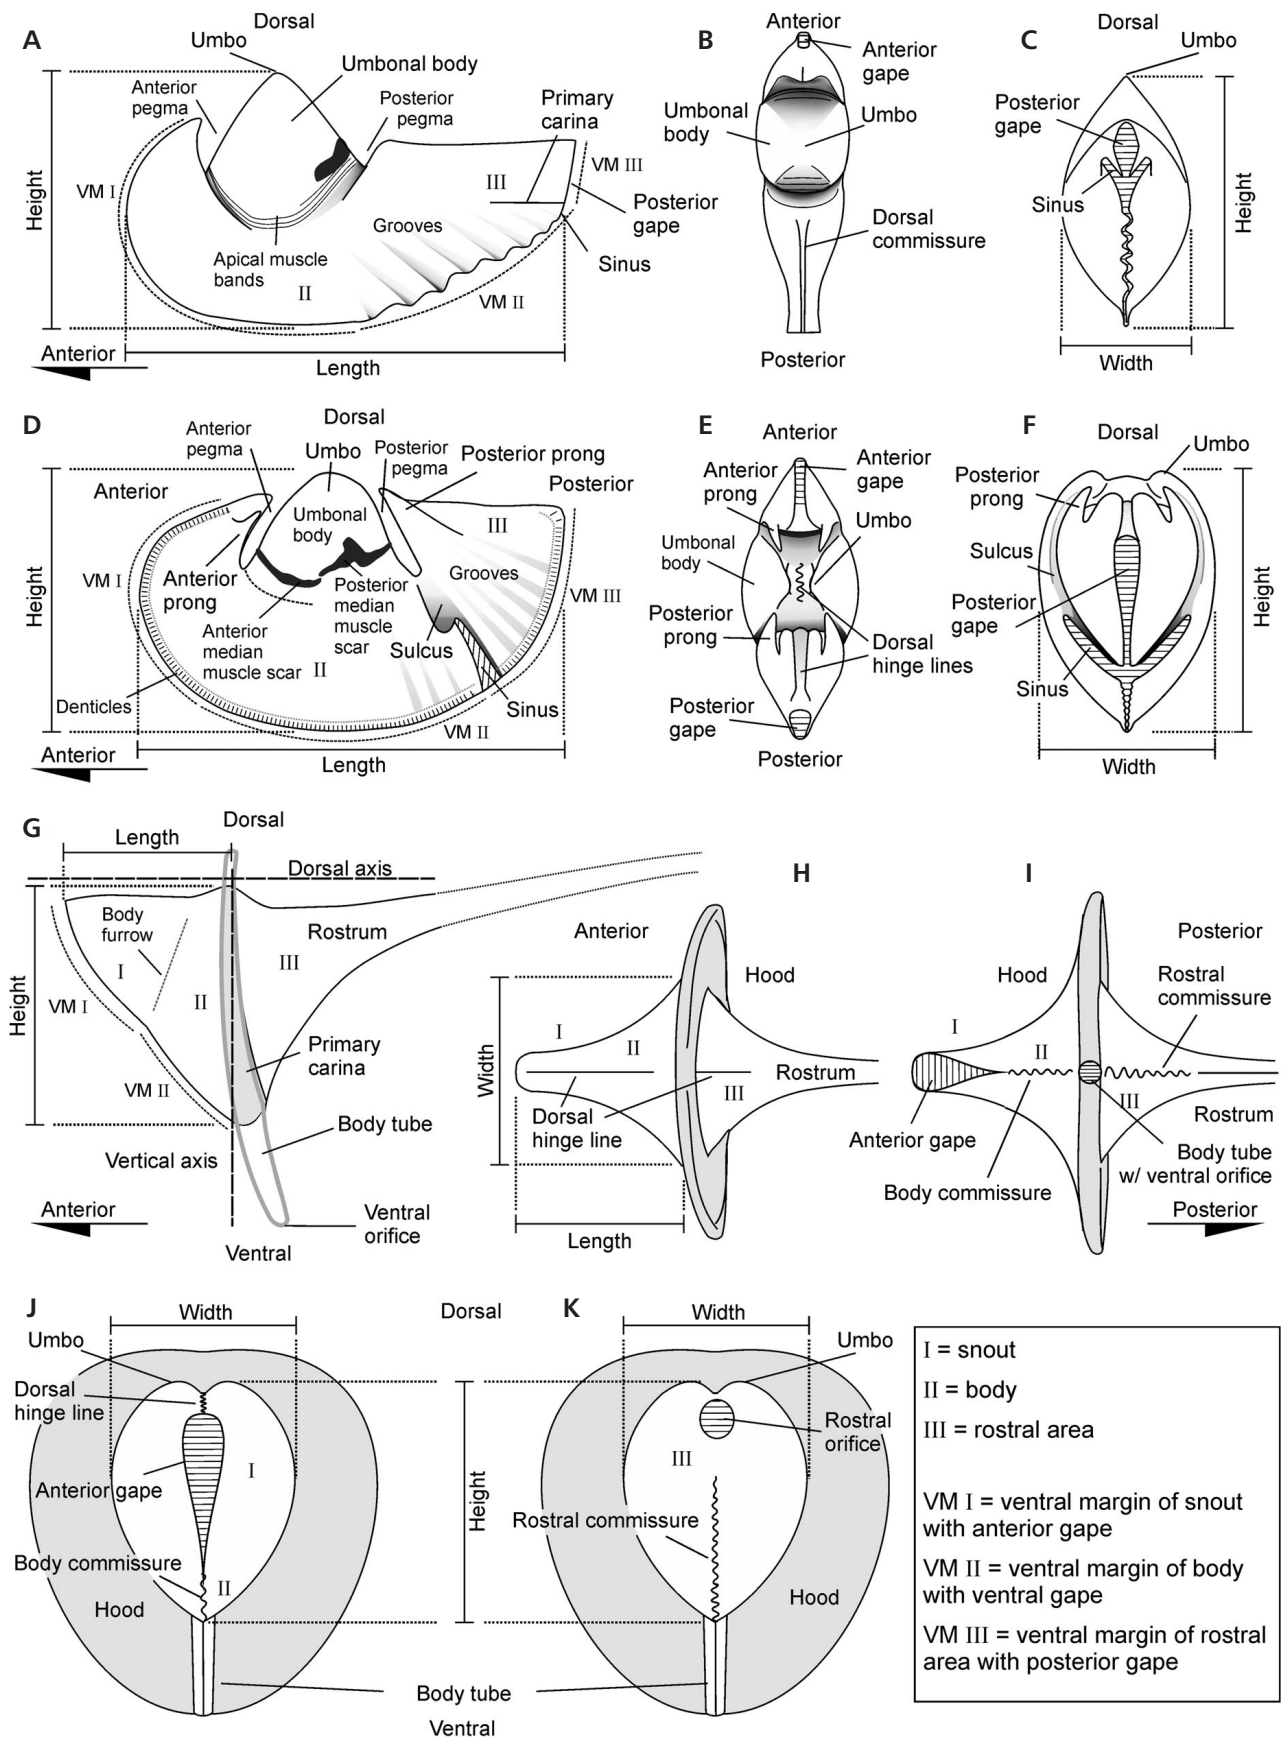 A
Dorsal
Umbo
Umbonal body
Anterior
pegma
Posterior
pegma
Primary
carina
VM I
VM III
III
Height
Grooves
Posterior
gape
Sinus
Apical muscle
bands
II
VM II
Anterior
Length
B
Anterior
Anterior
gape
Umbonal
body
Umbo
Dorsal
commissure
Posterior
C
Dorsal
Umbo
Posterior
gape
Sinus
Height
Width
D
Dorsal
Anterior
pegma
Umbo
Posterior
pegma
Posterior prong
Anterior
Posterior
Umbonal
body
III
Height
VM I
Anterior
prong
Grooves
VM III
Posterior
median
muscle
scar
Anterior
median
muscle scar
II
Sulcus
Denticles
Sinus
VM II
Anterior
Length
E
Anterior
Anterior
prong
Anterior
gape
Umbo
Umbonal
body
Posterior
prong
Dorsal
hinge lines
Posterior
gape
Posterior
F
Dorsal
Umbo
Posterior
prong
Sulcus
Posterior
gape
Sinus
Height
Width
G
Dorsal
Length
Dorsal axis
Body
furrow
I
Rostrum
III
II
Height
VM I
Primary
carina
VM II
Body tube
Vertical axis
Anterior
Ventral
orifice
Ventral
H
Anterior
Hood
I
II
Width
Rostrum
III
Dorsal
hinge line
Length
I
Posterior
Hood
Rostral
commissure
I
II
III
Anterior gape
Rostrum
Body tube
w/ ventral orifice
Body commissure
Posterior
J
Width
Umbo
Dorsal
hinge line
I
Anterior gape
Body commissure
II
Hood
Dorsal
Height
Body tube
Ventral
K
Width
Umbo
Rostral
orifice
III
Rostral commissure
Hood
I = snout
II = body
III = rostral area
VM I = ventral margin of snout
with anterior gape
VM II = ventral margin of body
with ventral gape
VM III = ventral margin of rostral
area with posterior gape